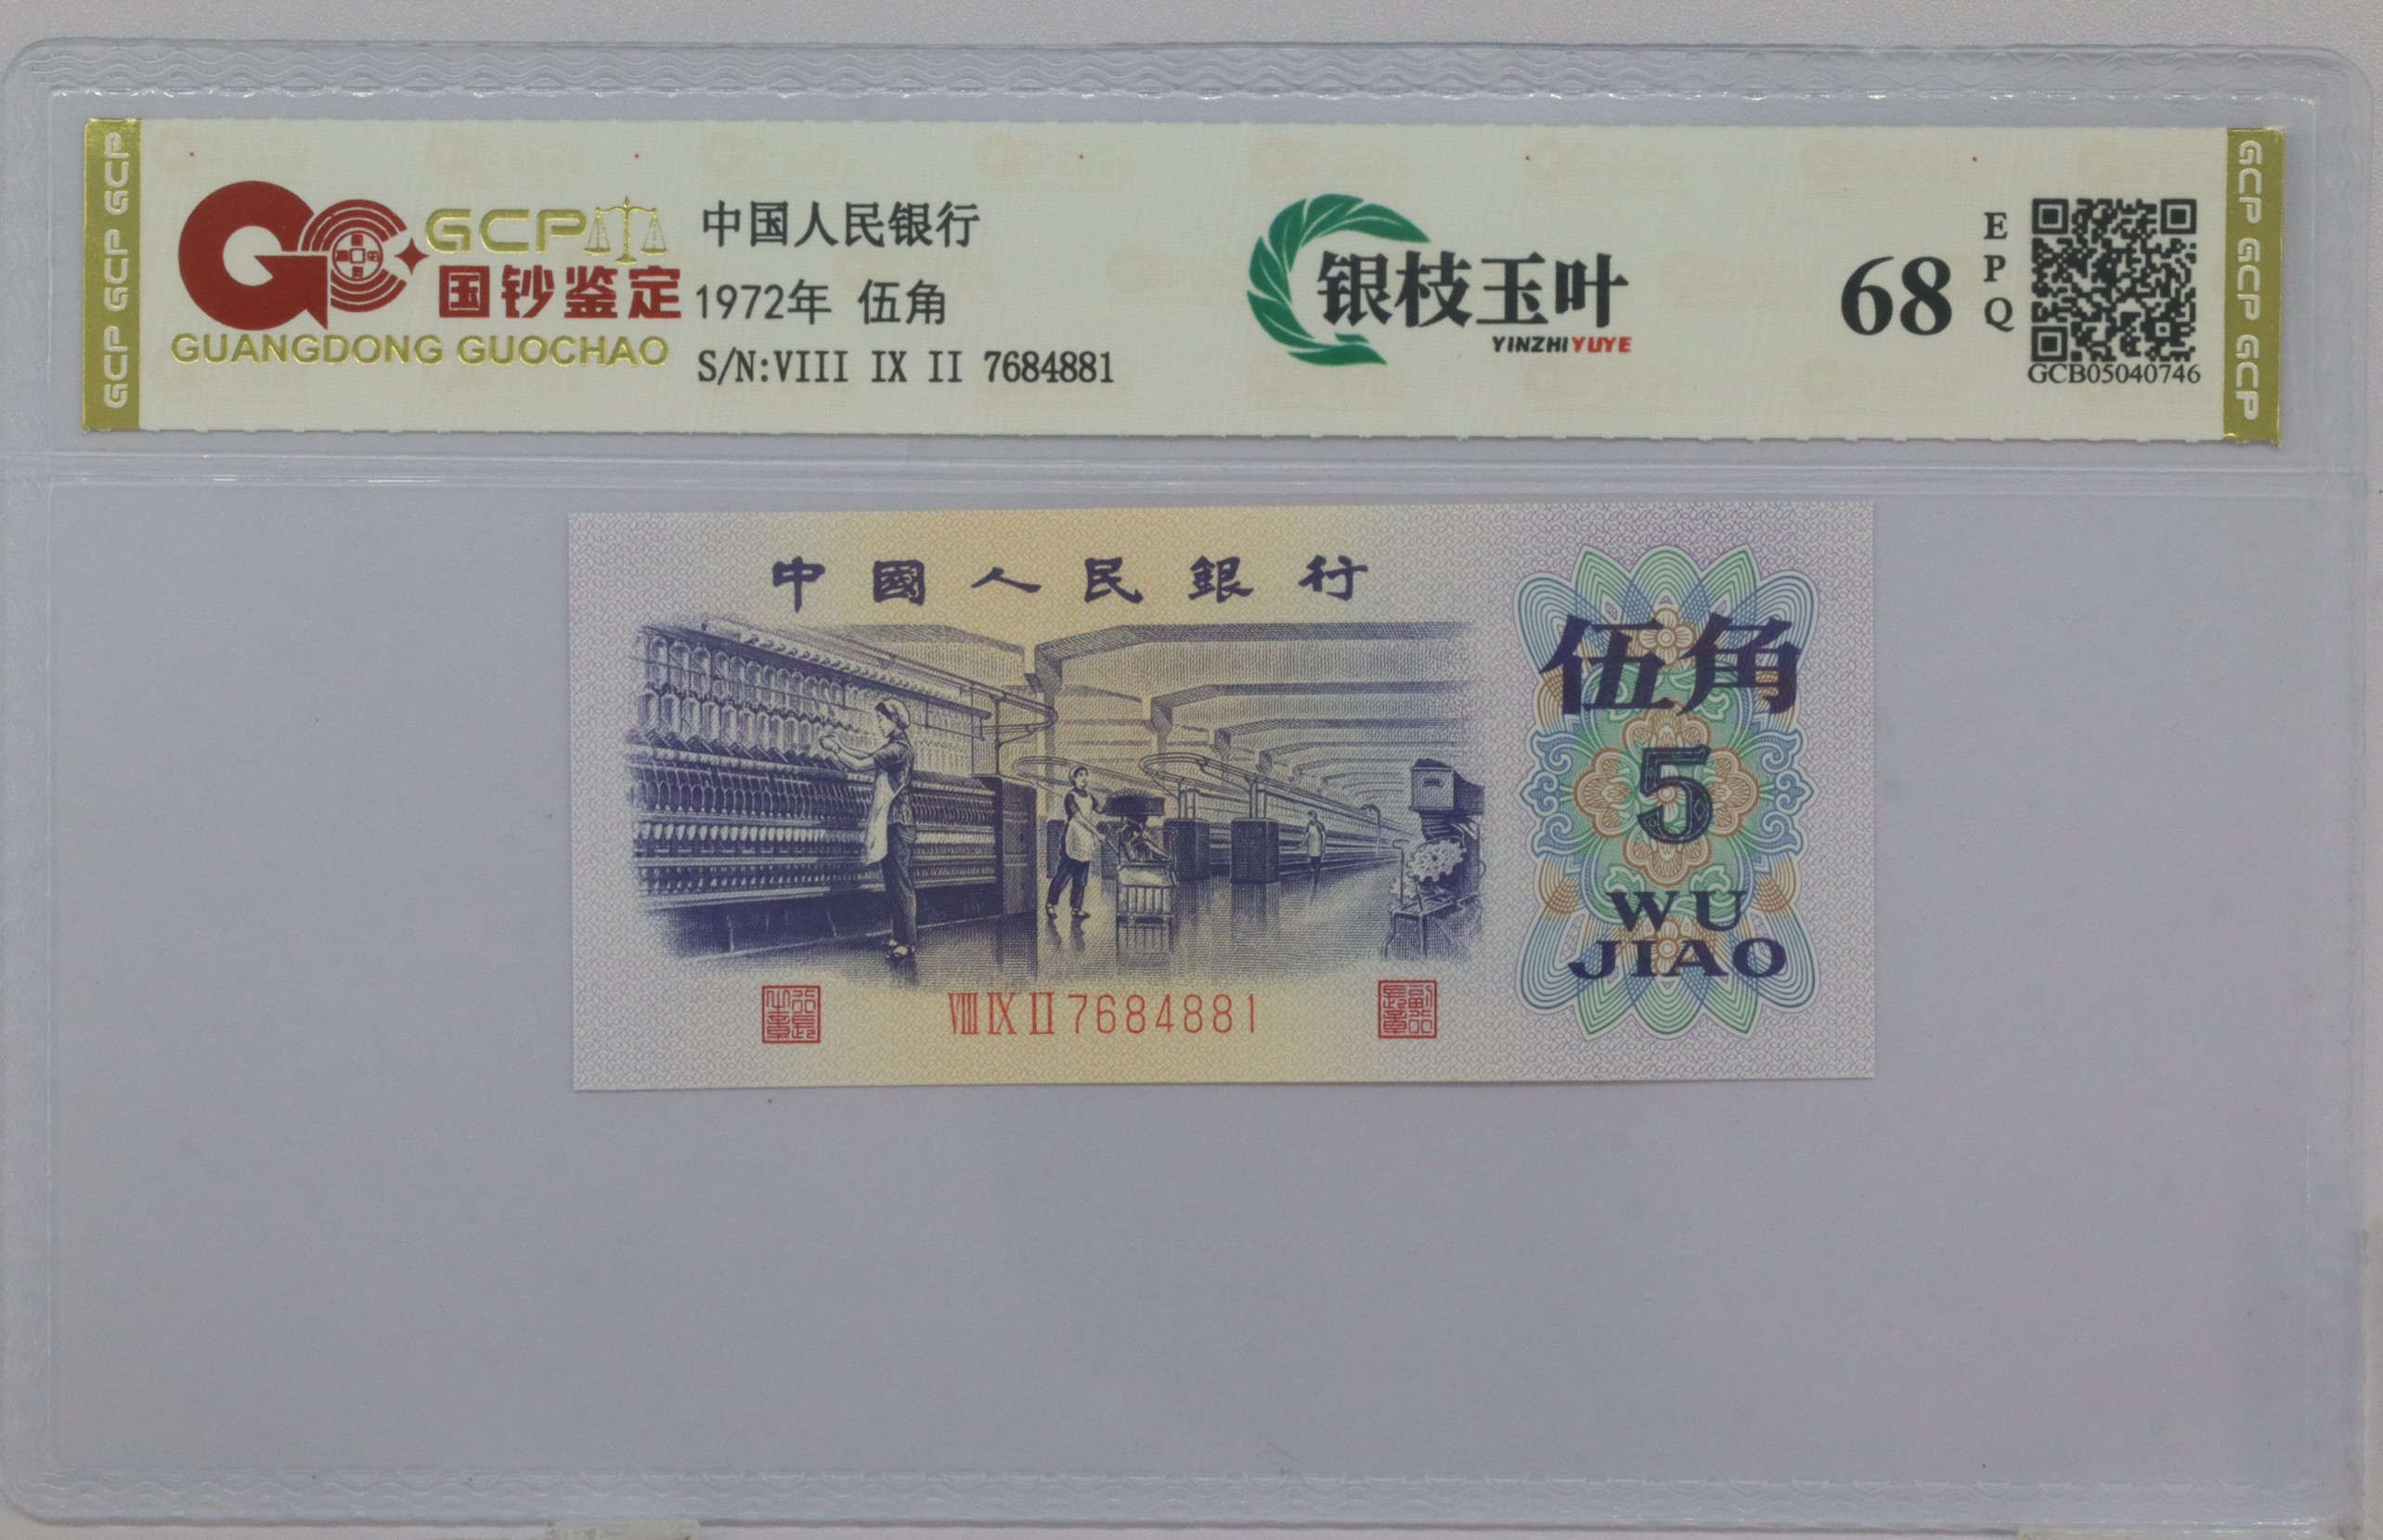 GCP GCP GCP
GCP
国钞鉴定
GUANGDONG GUOCHAO
中国人民银行
1972年 伍角
S/N:VIII IX II 7684881
银枝玉叶
YINZHIYUYE
68
EPQ
GCB05040746
GCP GCP GCP
中國人民銀行
伍角
5
WU
JIAO
VIII IX II 7684881